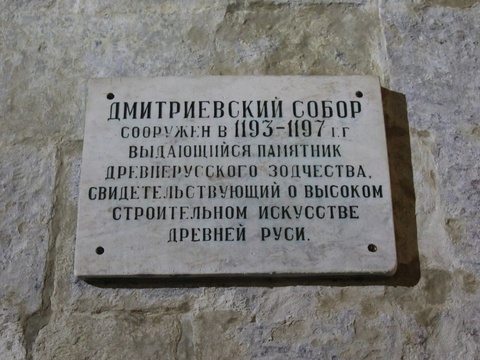 ДМИТРИЕВСКИЙ СОБОР
СООРУЖЕН В 1193-1197 г.г
ВЫДАЮЩИЙСЯ ПАМЯТНИК
ДРЕВНЕРУССКОГО ЗОДЧЕСТВА,
СВИДЕТЕЛЬСТВУЮЩИЙ О ВЫСОКОМ
СТРОИТЕЛЬНОМ ИСКУССТВЕ
ДРЕВНЕЙ РУСИ.